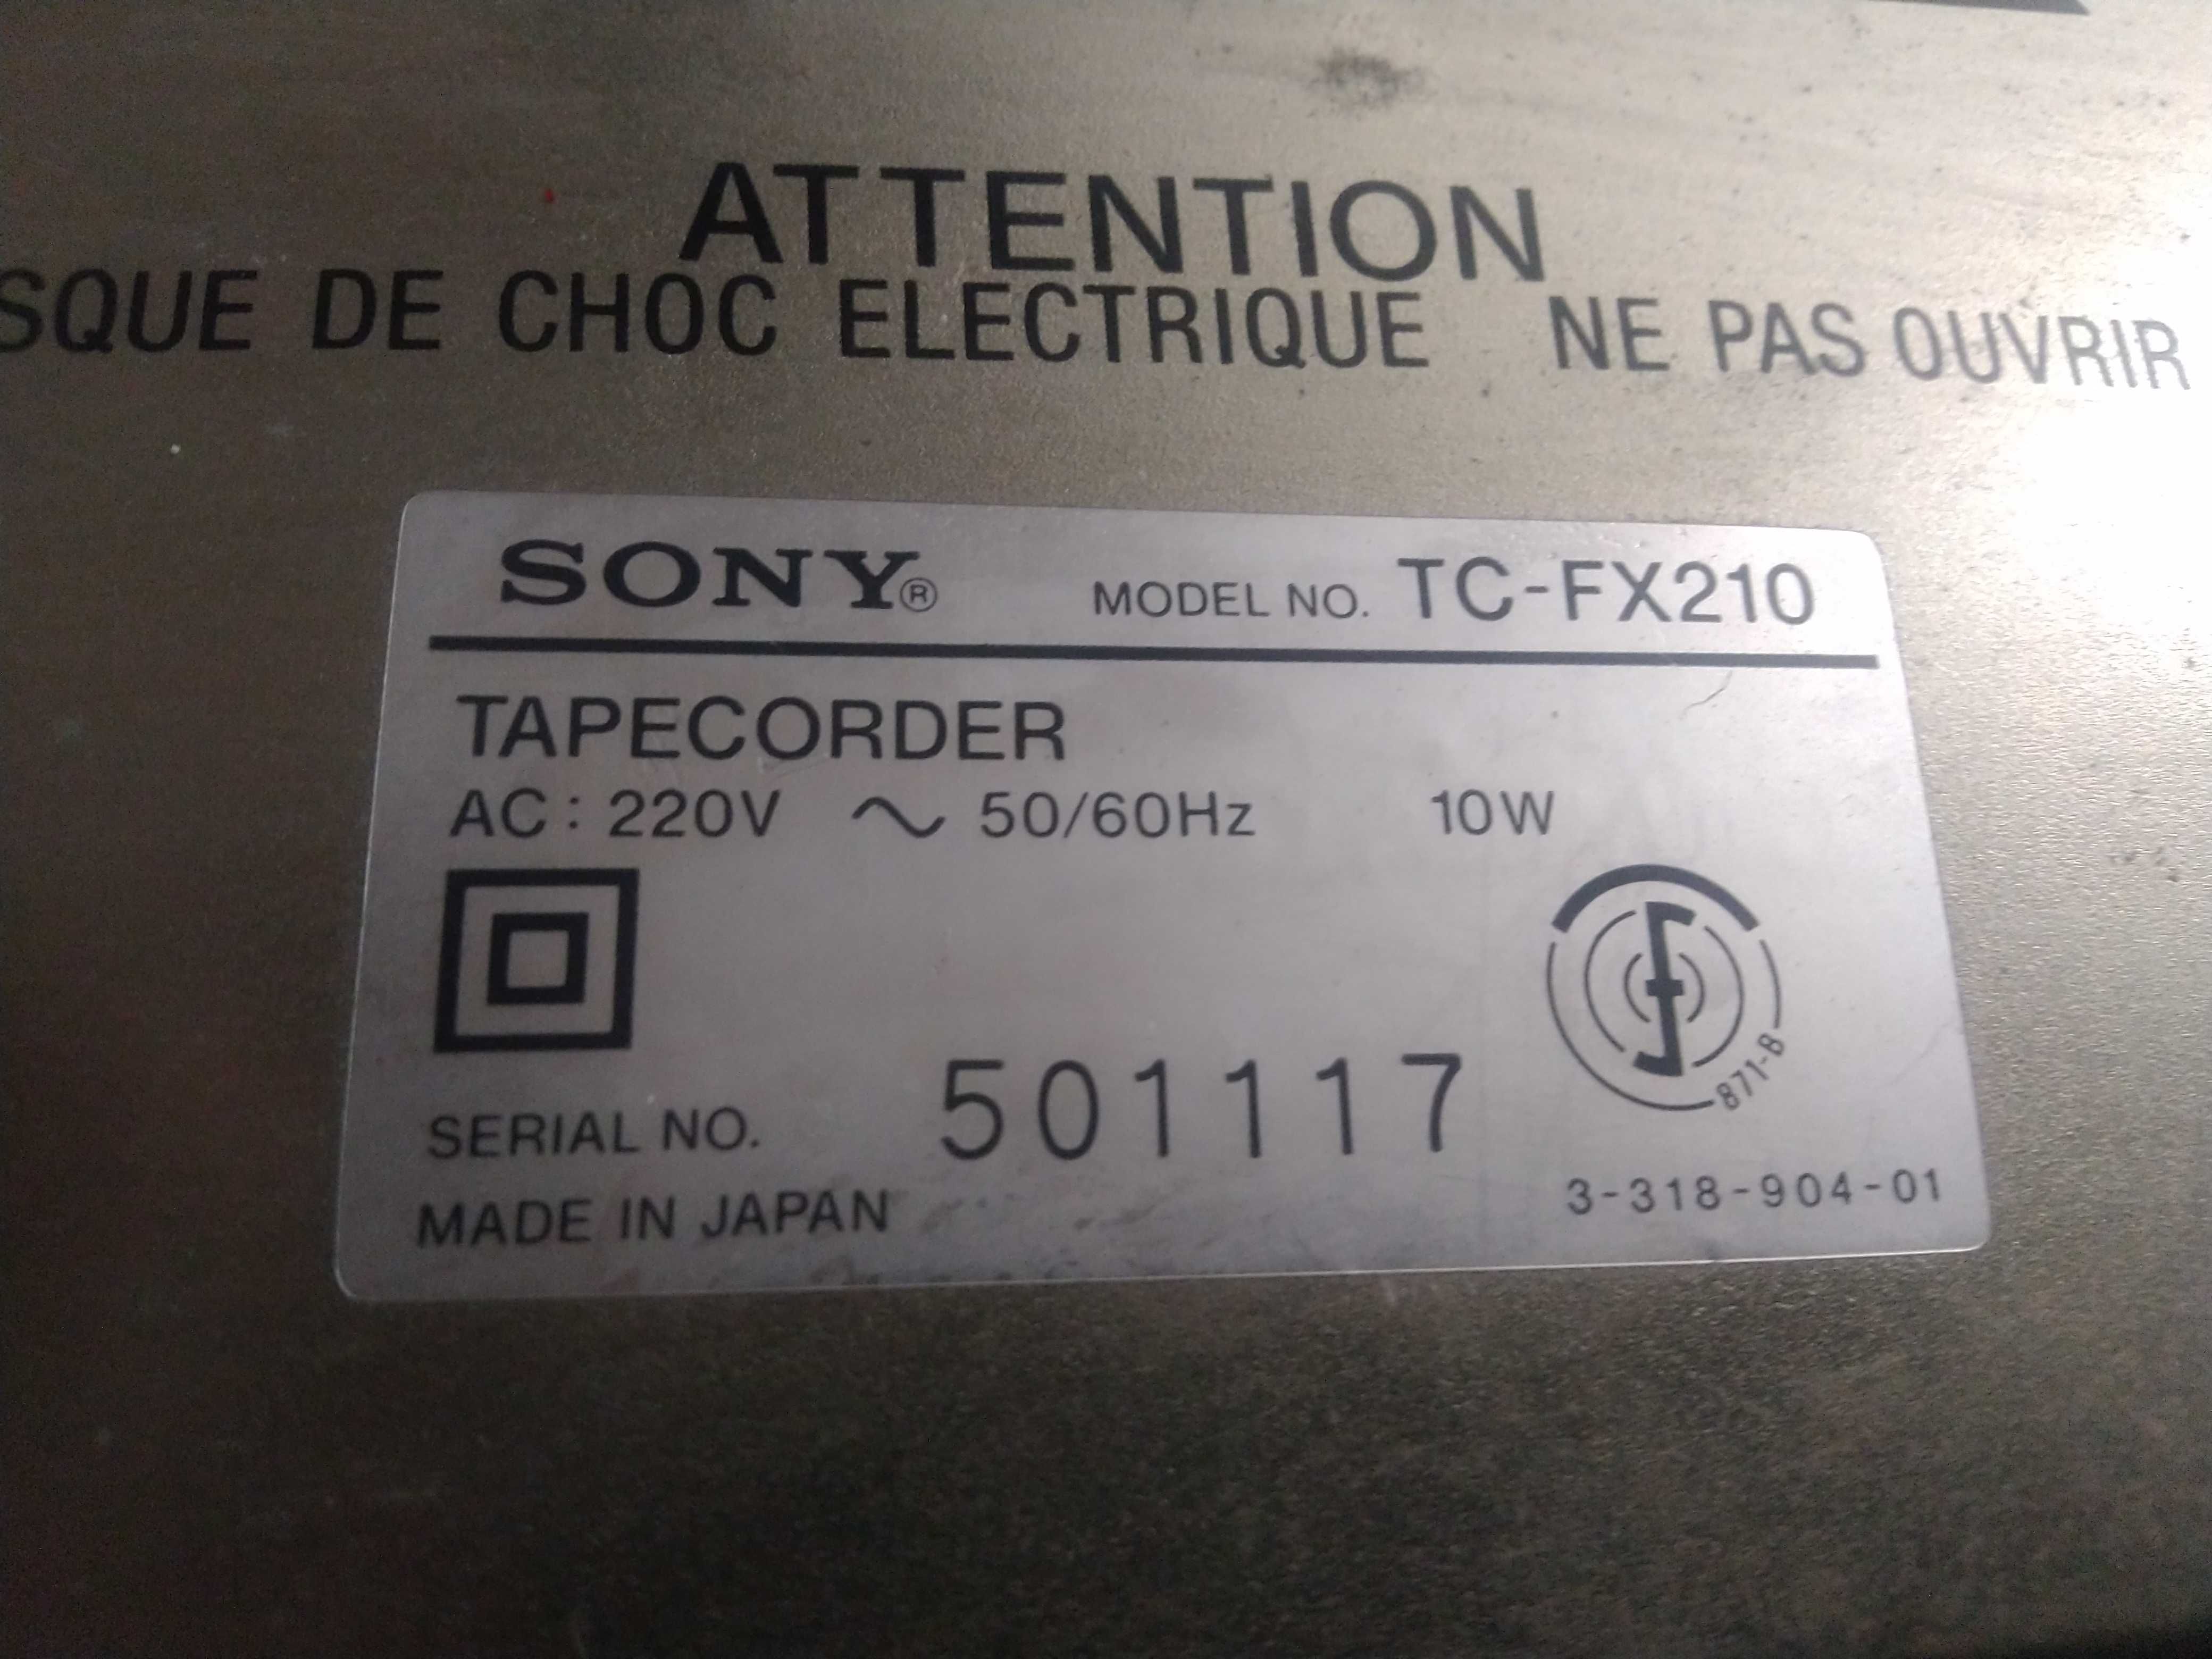 ATTENTION
SQUE DE CHOC ELECTRIQUE NE PAS OUVRIR
SONY® MODEL NO. TC-FX210
TAPECORDER
AC: 220V ~ 50/60Hz 10W
871-B
SERIAL NO. 501117
MADE IN JAPAN 3-318-904-01